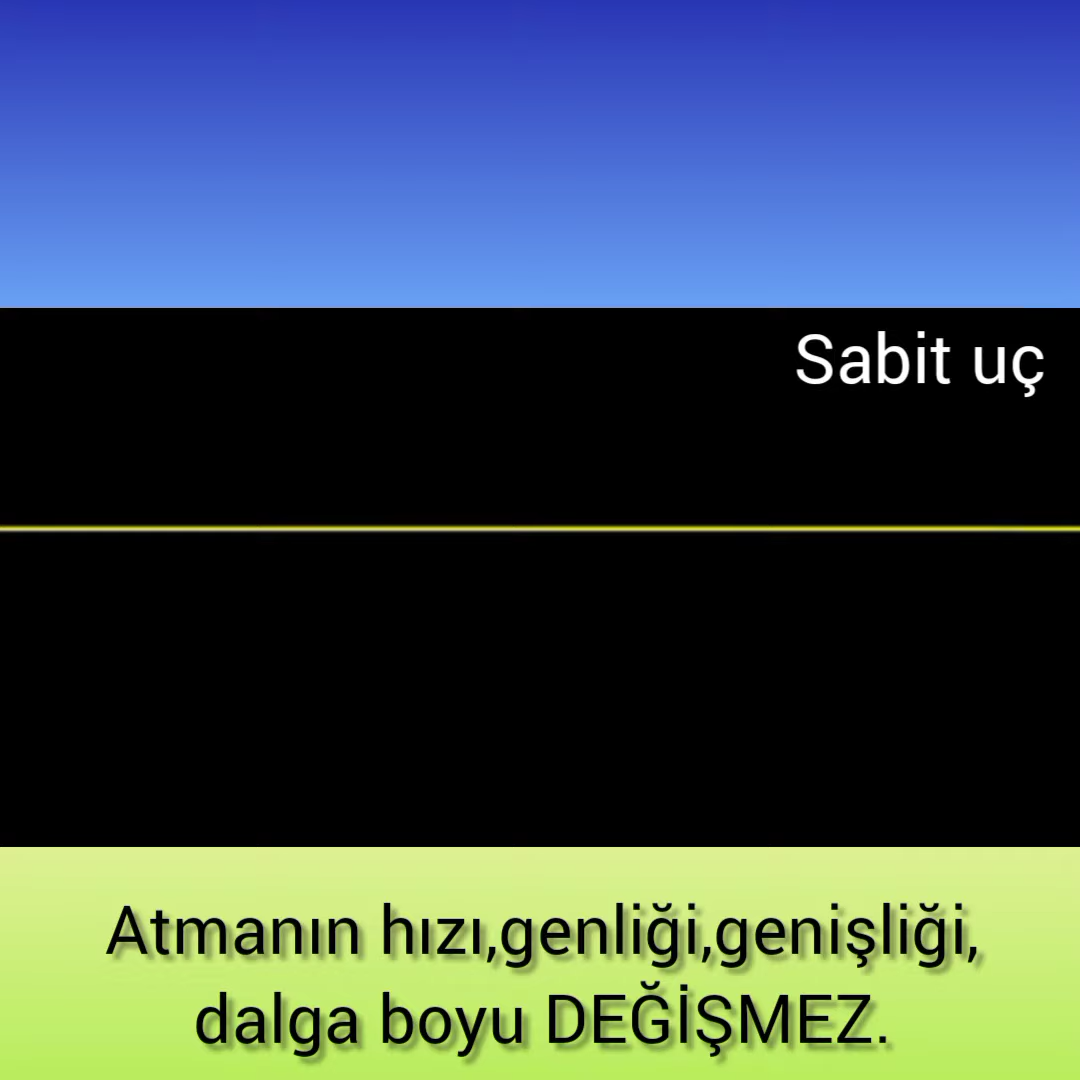 Sabit uç
Atmanın hızı,genliği,genişliği,
dalga boyu DEĞİŞMEZ.